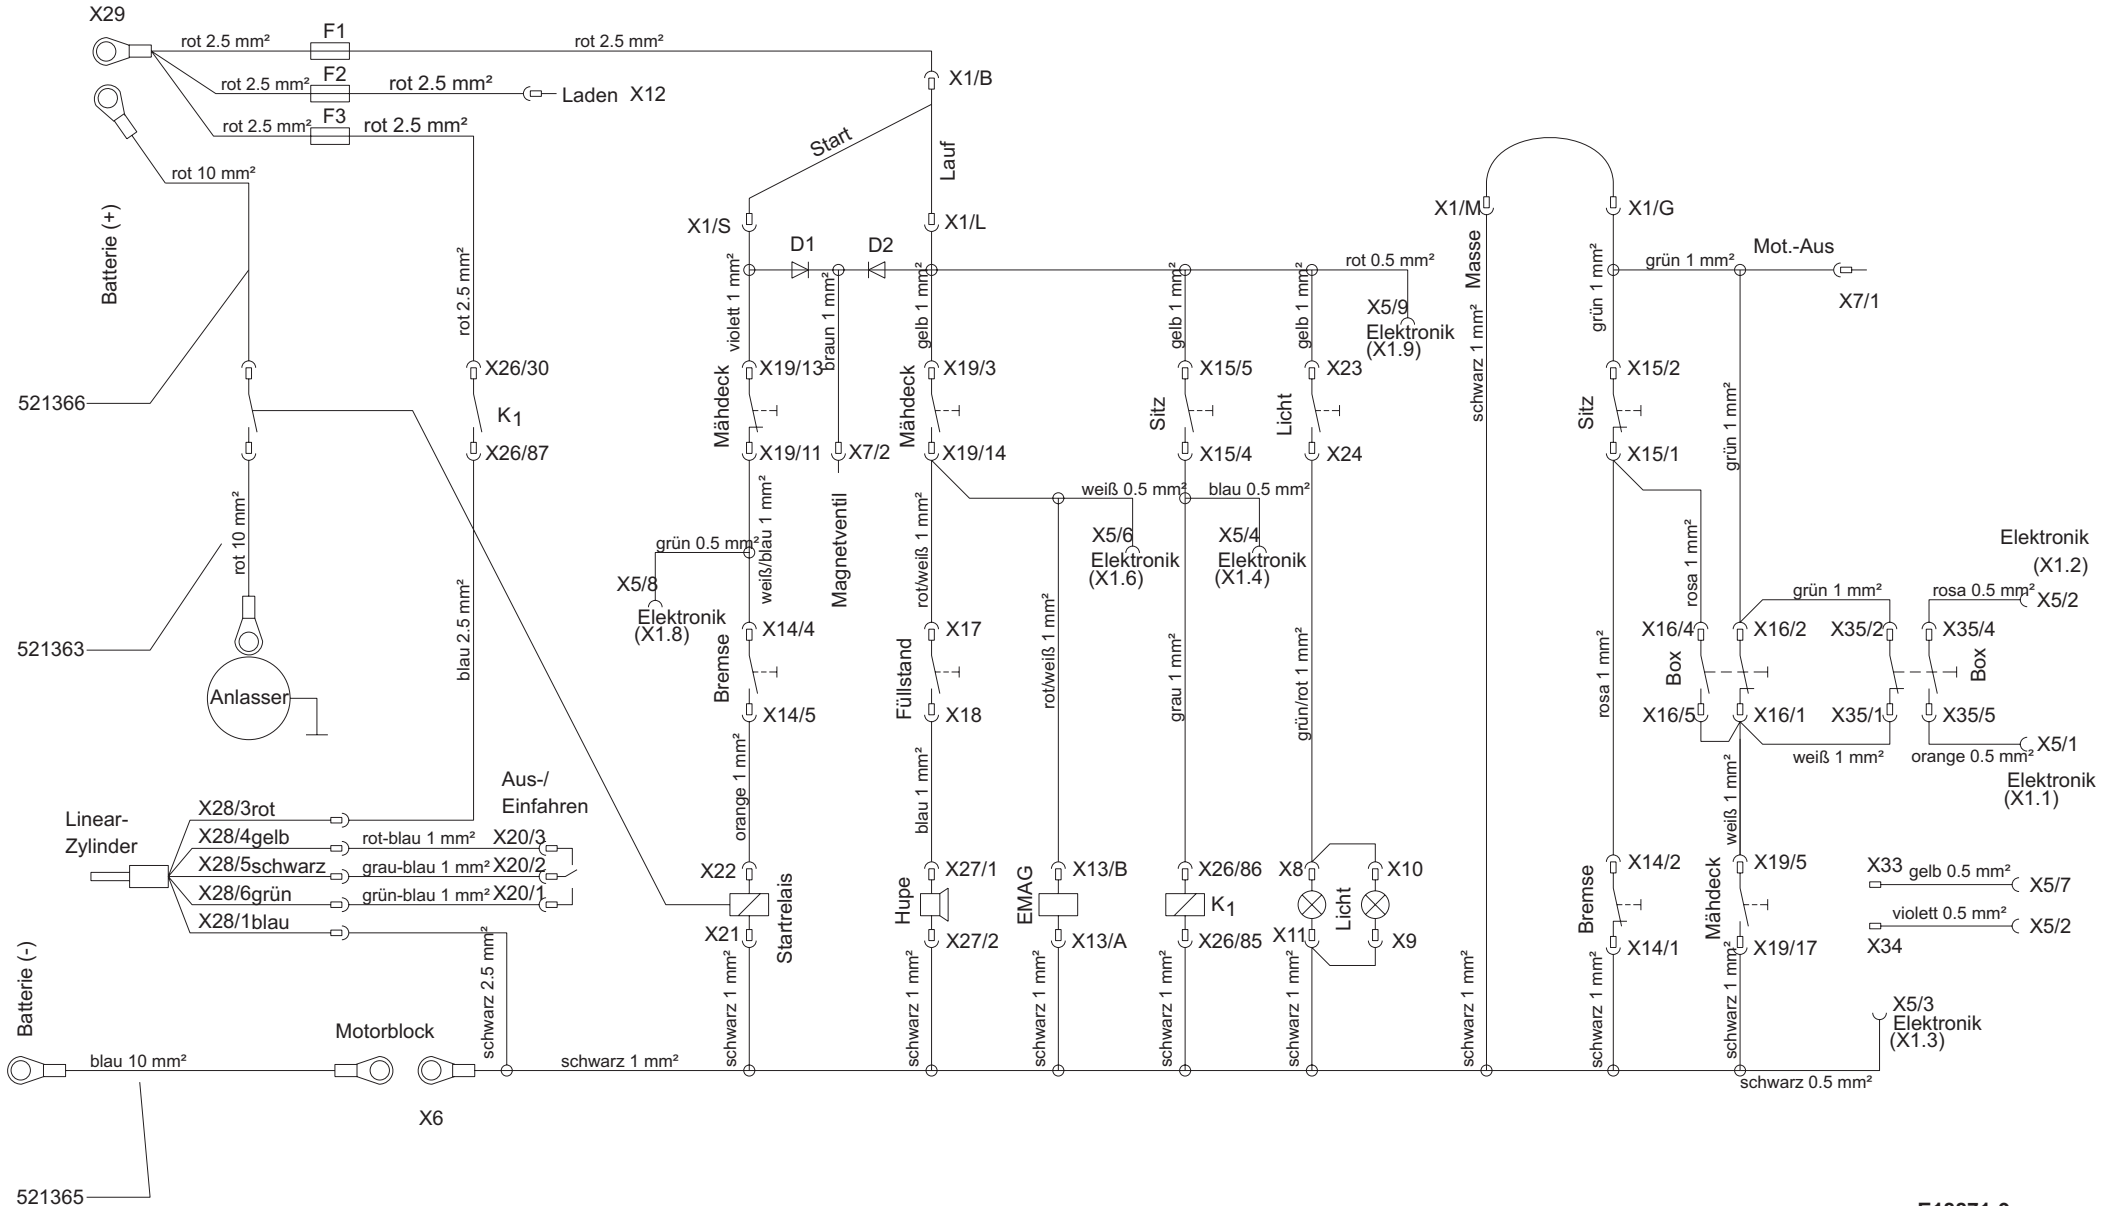 X29
rot 2.5 mm²
F1
rot 2.5 mm²
X1/B
rot 2.5 mm²
F2
rot 2.5 mm²
Laden X12
rot 2.5 mm²
F3
rot 2.5 mm²
rot 10 mm²
Batterie (+)
Start
Lauf
X1/S
X1/L
X1/M
X1/G
D1
D2
rot 0.5 mm²
Masse
grün 1 mm²
Mot.-Aus
X7/1
rot 2.5 mm²
violett 1 mm²
braun 1 mm²
gelb 1 mm²
gelb 1 mm²
gelb 1 mm²
X5/9
Elektronik
(X1.9)
schwarz 1 mm²
grün 1 mm²
521366
X26/30
K1
X26/87
X19/13
Mähdeck
X19/11
X7/2
Magnetventil
X19/3
Mähdeck
X19/14
X15/5
Sitz
X15/4
X23
Licht
X24
X15/2
Sitz
X15/1
grün 1 mm²
weiß 0.5 mm²
blau 0.5 mm²
rot 10 mm²
grün 0.5 mm²
weiß/blau 1 mm²
rot/weiß 1 mm²
X5/6
Elektronik
(X1.6)
X5/4
Elektronik
(X1.4)
rosa 1 mm²
Elektronik
(X1.2)
X5/8
Elektronik
(X1.8)
grün 1 mm²
rosa 0.5 mm²
X5/2
521363
blau 2.5 mm²
X14/4
Bremse
X14/5
X17
Füllstand
X18
rot/weiß 1 mm²
grau 1 mm²
grün/rot 1 mm²
rosa 1 mm²
X16/4
X16/2
X35/2
X35/4
Box
Box
X16/5
X16/1
X35/1
X35/5
Anlasser
weiß 1 mm²
orange 0.5 mm²
X5/1
Elektronik
(X1.1)
orange 1 mm²
blau 1 mm²
weiß 1 mm²
Linear-
Zylinder
Aus-/
Einfahren
X28/3rot
X28/4gelb
rot-blau 1 mm²
X20/3
X28/5schwarz
grau-blau 1 mm²
X20/2
X28/6grün
grün-blau 1 mm²
X20/1
X28/1blau
X22
Startrelais
X21
X27/1
Hupe
X27/2
X13/B
EMAG
X13/A
X26/86
K1
X26/85
X8
X10
Licht
X11
X9
X14/2
Bremse
X14/1
X19/5
Mähdeck
X19/17
X33
gelb 0.5 mm²
X5/7
violett 0.5 mm²
X5/2
X34
Batterie (-)
schwarz 2.5 mm²
schwarz 1 mm²
schwarz 1 mm²
schwarz 1 mm²
schwarz 1 mm²
schwarz 1 mm²
schwarz 1 mm²
schwarz 1 mm²
schwarz 1 mm²
X5/3
Elektronik
(X1.3)
Motorblock
blau 10 mm²
schwarz 1 mm²
schwarz 0.5 mm²
X6
521365